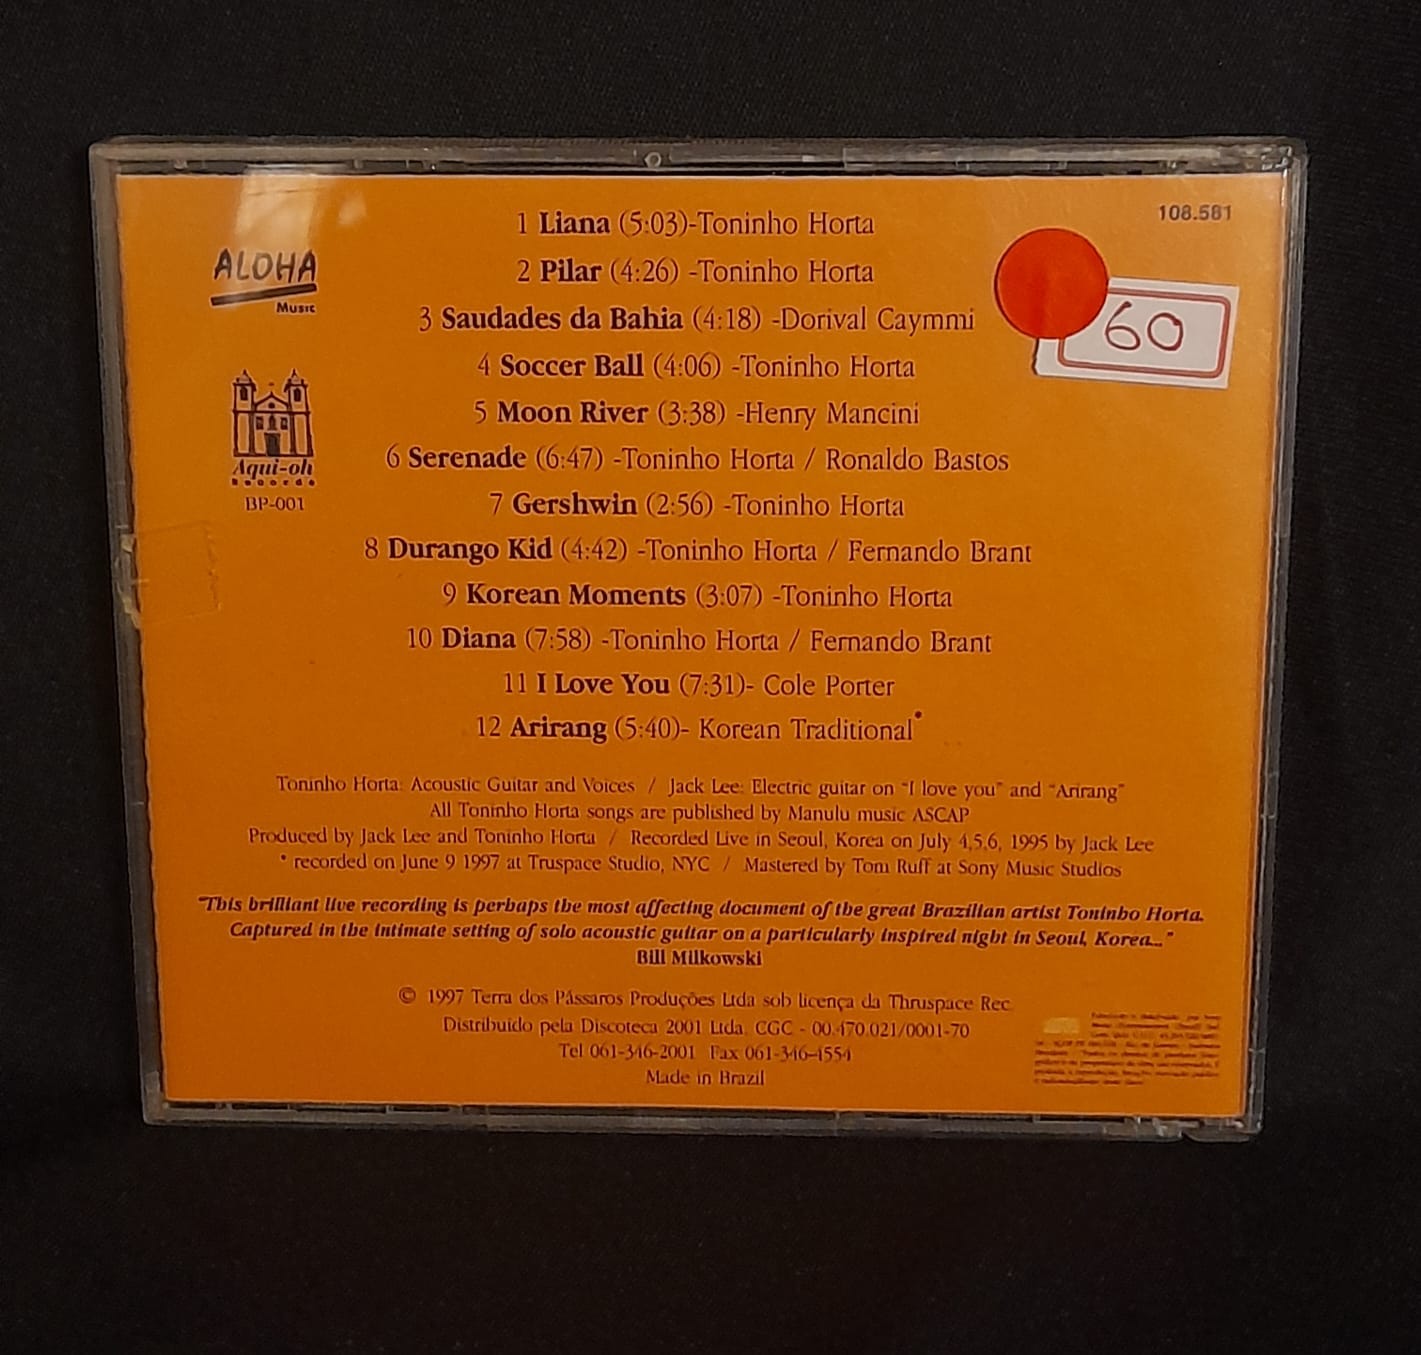 108.581
ALOHA
Music
Aqui-oh
Records
BP-001
60
1 Liana (5:03)-Toninho Horta
2 Pilar (4:26) -Toninho Horta
3 Saudades da Bahia (4:18) -Dorival Caymmi
4 Soccer Ball (4:06) -Toninho Horta
5 Moon River (3:38) -Henry Mancini
6 Serenade (6:47) -Toninho Horta / Ronaldo Bastos
7 Gershwin (2:56) -Toninho Horta
8 Durango Kid (4:42) -Toninho Horta / Fernando Brant
9 Korean Moments (3:07) -Toninho Horta
10 Diana (7:58) -Toninho Horta / Fernando Brant
11 I Love You (7:31)- Cole Porter
12 Arirang (5:40)- Korean Traditional*
Toninho Horta: Acoustic Guitar and Voices / Jack Lee: Electric guitar on "I love you" and "Arirang"
All Toninho Horta songs are published by Manulu music ASCAP
Produced by Jack Lee and Toninho Horta / Recorded Live in Seoul, Korea on July 4,5,6, 1995 by Jack Lee
* recorded on June 9 1997 at Truspace Studio, NYC / Mastered by Tom Ruff at Sony Music Studios
"This brilliant live recording is perhaps the most affecting document of the great Brazilian artist Toninho Horta.
Captured in the intimate setting of solo acoustic guitar on a particularly inspired night in Seoul, Korea..."
Bill Milkowski
© 1997 Terra dos Pássaros Produções Ltda sob licença da Thruspace Rec.
Distribuído pela Discoteca 2001 Ltda. CGC - 00.470.021/0001-70
Tel 061-346-2001 Fax 061-346-4554
Made in Brazil